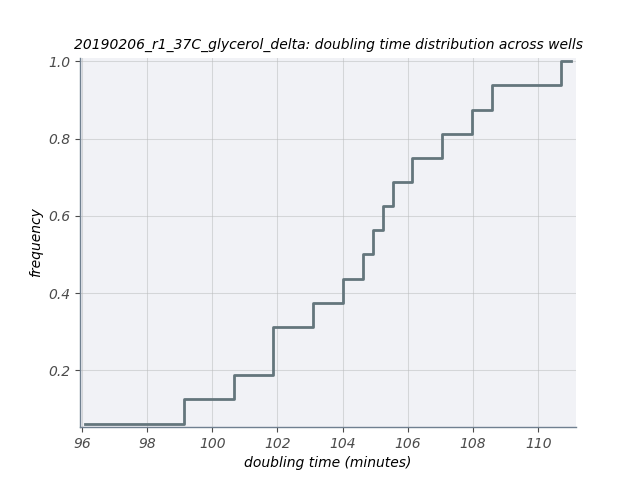 20190206_r1_37C_glycerol_delta: doubling time distribution across wells
1.0
0.8
0.6
0.4
0.2
frequency
96 98 100 102 104 106 108 110
doubling time (minutes)